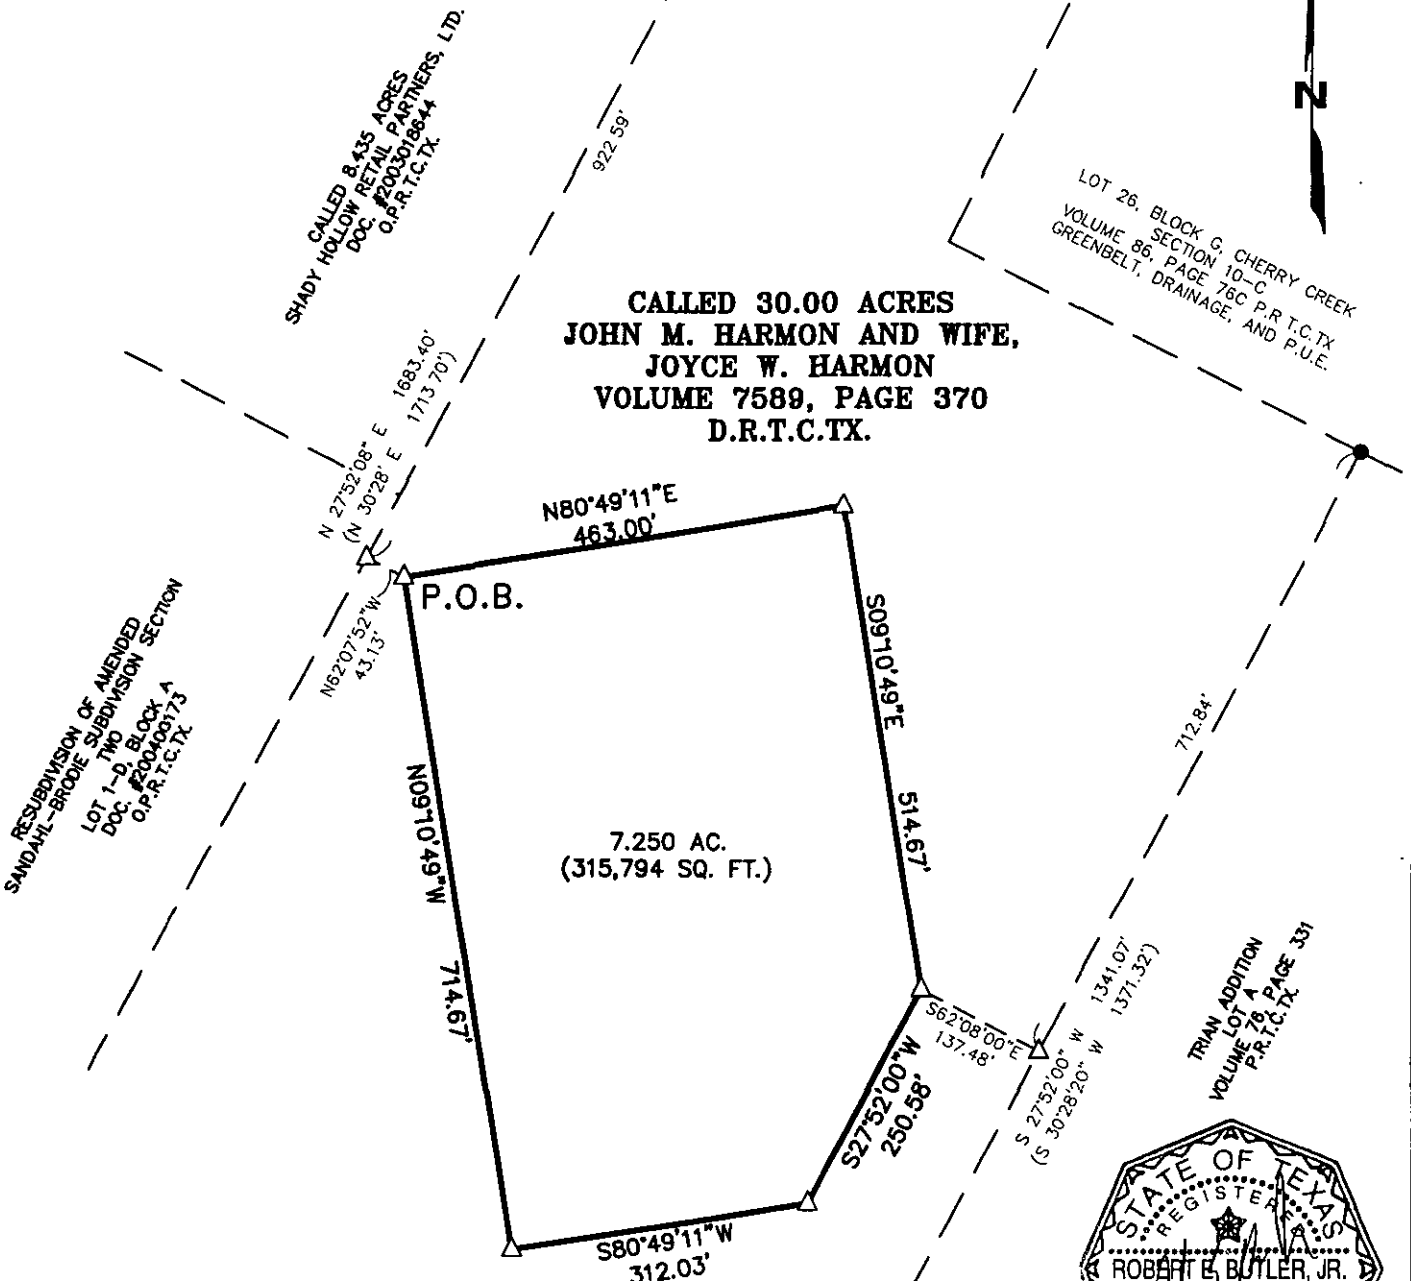 CALLED 8.435 ACRES
SHADY HOLLOW RETAIL PARTNERS, LTD.
DOC. #2003018644
O.P.R.T.C.TX.
922.59'
N
LOT 26, BLOCK G, CHERRY CREEK
SECTION 10-C
VOLUME 86, PAGE 76C P.R.T.C.TX
GREENBELT, DRAINAGE, AND P.U.E.
CALLED 30.00 ACRES
JOHN M. HARMON AND WIFE,
JOYCE W. HARMON
VOLUME 7589, PAGE 370
D.R.T.C.TX.
N 27°52'08" E 1683.40'
(N 30°28' E 1713.70')
N80°49'11"E
463.00'
P.O.B.
N62°07'52"W
43.13'
RESUBDIVISION OF AMENDED
SANDAHL-BRODIE SUBDIVISION SECTION
TWO
LOT 1-D, BLOCK A
DOC. #200400173
O.P.R.T.C.TX.
S09°10'49"E
514.67'
712.84'
N09°10'49"W
714.67'
7.250 AC.
(315,794 SQ. FT.)
S62°08'00"E
137.48'
S27°52'00"W
250.58'
S 27°52'00" W 1341.07'
(S 30°28'20" W 1371.32')
TRIAN ADDITION
LOT A
VOLUME 76, PAGE 331
P.R.T.C.TX.
S80°49'11"W
312.03'
STATE OF TEXAS
REGISTERED
ROBERT E. BUTLER, JR.